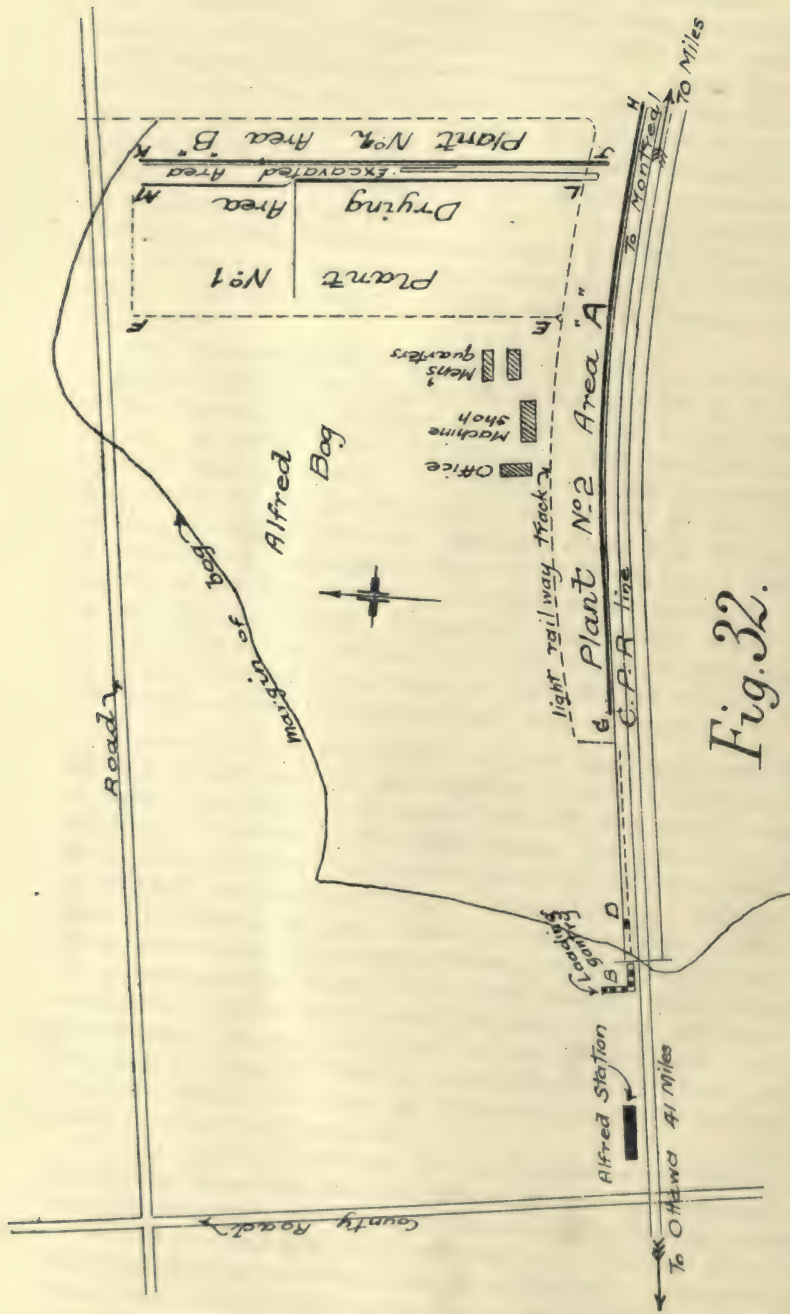 Road
County Road
margin of bog
Alfred
Bog
Plant Nº 2 Area "B"
K
Excavated Area
M
Drying Area
Plant Nº 1
F
E
L
J
Men's
quarters
Machine
Shop
Office
light railway track
Plant Nº 2 Area "A"
G
H
C. P. R line
To Montreal
70 Miles
Loading
gantry
B
D
Alfred Station
To Ottawa 41 Miles
Fig. 32.